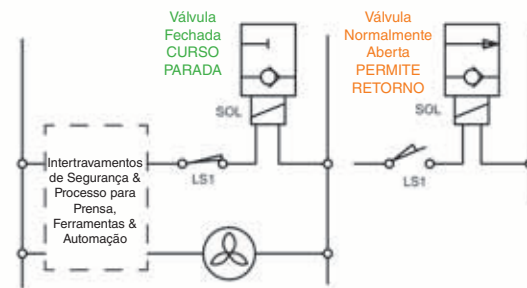 Válvula
Fechada
CURSO
PARADA
Válvula
Normalmente
Aberta
PERMITE
RETORNO
SOL
SOL
Intertravamentos
de Segurança &
Processo para
Prensa,
Ferramentas &
Automação
LS1
LS1